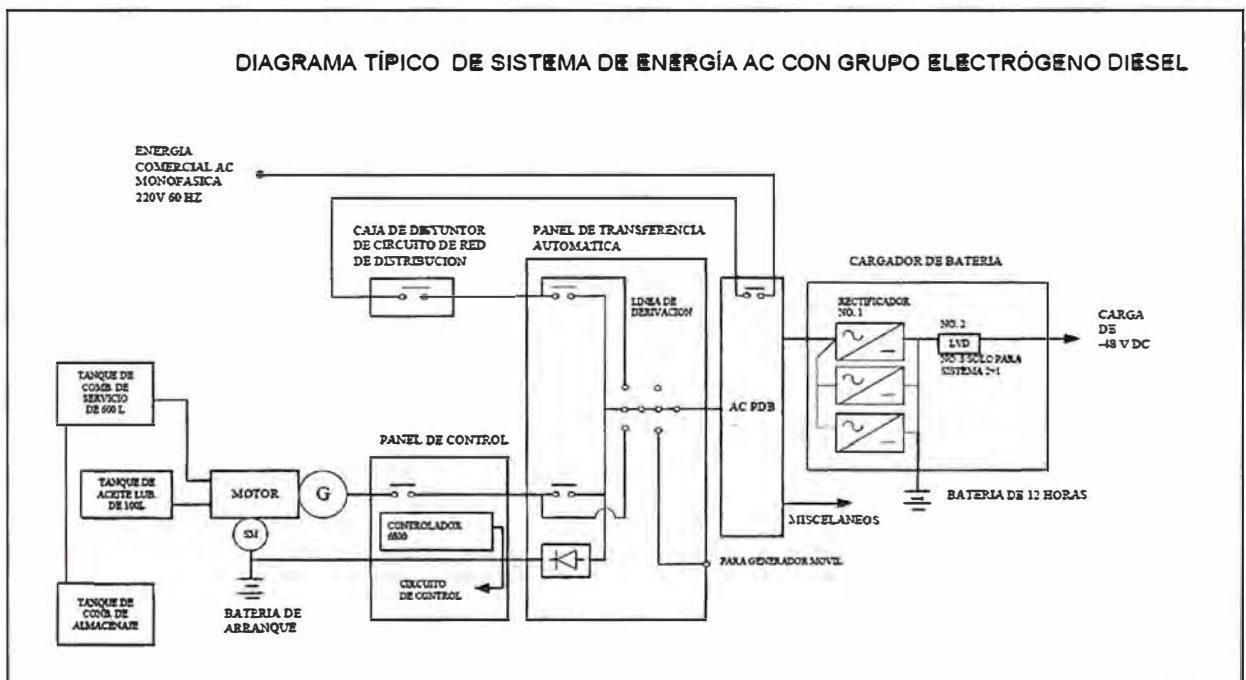 DIAGRAMA TÍPICO DE SISTEMA DE ENERGÍA AC CON GRUPO ELECTRÓGENO DIESEL
ENERGIA
COMERCIAL AC
MONOFASICA
220V 60 HZ
CAJA DE DISYUNTOR
DE CIRCUITO DE RED
DE DISTRIBUCION
PANEL DE TRANSFERENCIA
AUTOMATICA
LINEA DE
DERIVACION
CARGADOR DE BATERIA
RECTIFICADOR
NO. 1
NO. 2
LVD
NO. 3 SOLO PARA
SISTEMA 2+1
CARGA
DE
-48 V DC
TANQUE DE
COMB. DE
SERVICIO
DE 600 L
AC PDB
PANEL DE CONTROL
TANQUE DE
ACEITE LUB.
DE 100L
MOTOR
G
SM
CONTROLADOR
6500
BATERIA DE 12 HORAS
MISCELANEOS
PARA GENERADOR MOVIL
CIRCUITO
DE CONTROL
TANQUE DE
COMB. DE
ALMACENAJE
BATERIA DE
ARRANQUE